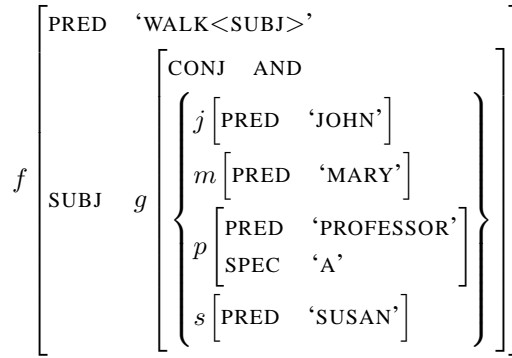 PRED ‘WALK<SUBJ>’
CONJ AND
j PRED ‘JOHN’
m PRED ‘MARY’
f SUBJ g
p PRED ‘PROFESSOR’
SPEC ‘A’
s PRED ‘SUSAN’